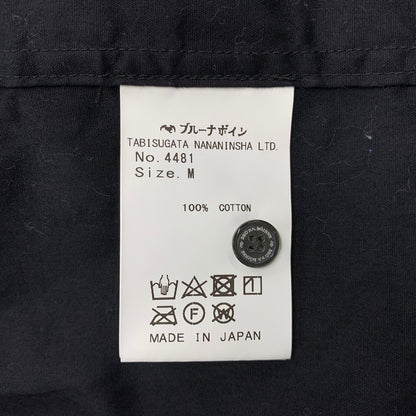 ブルーナボイン
TABISUGATA NANANINSHA LTD.
No. 4481
Size. M
100% COTTON
F
W
MADE IN JAPAN